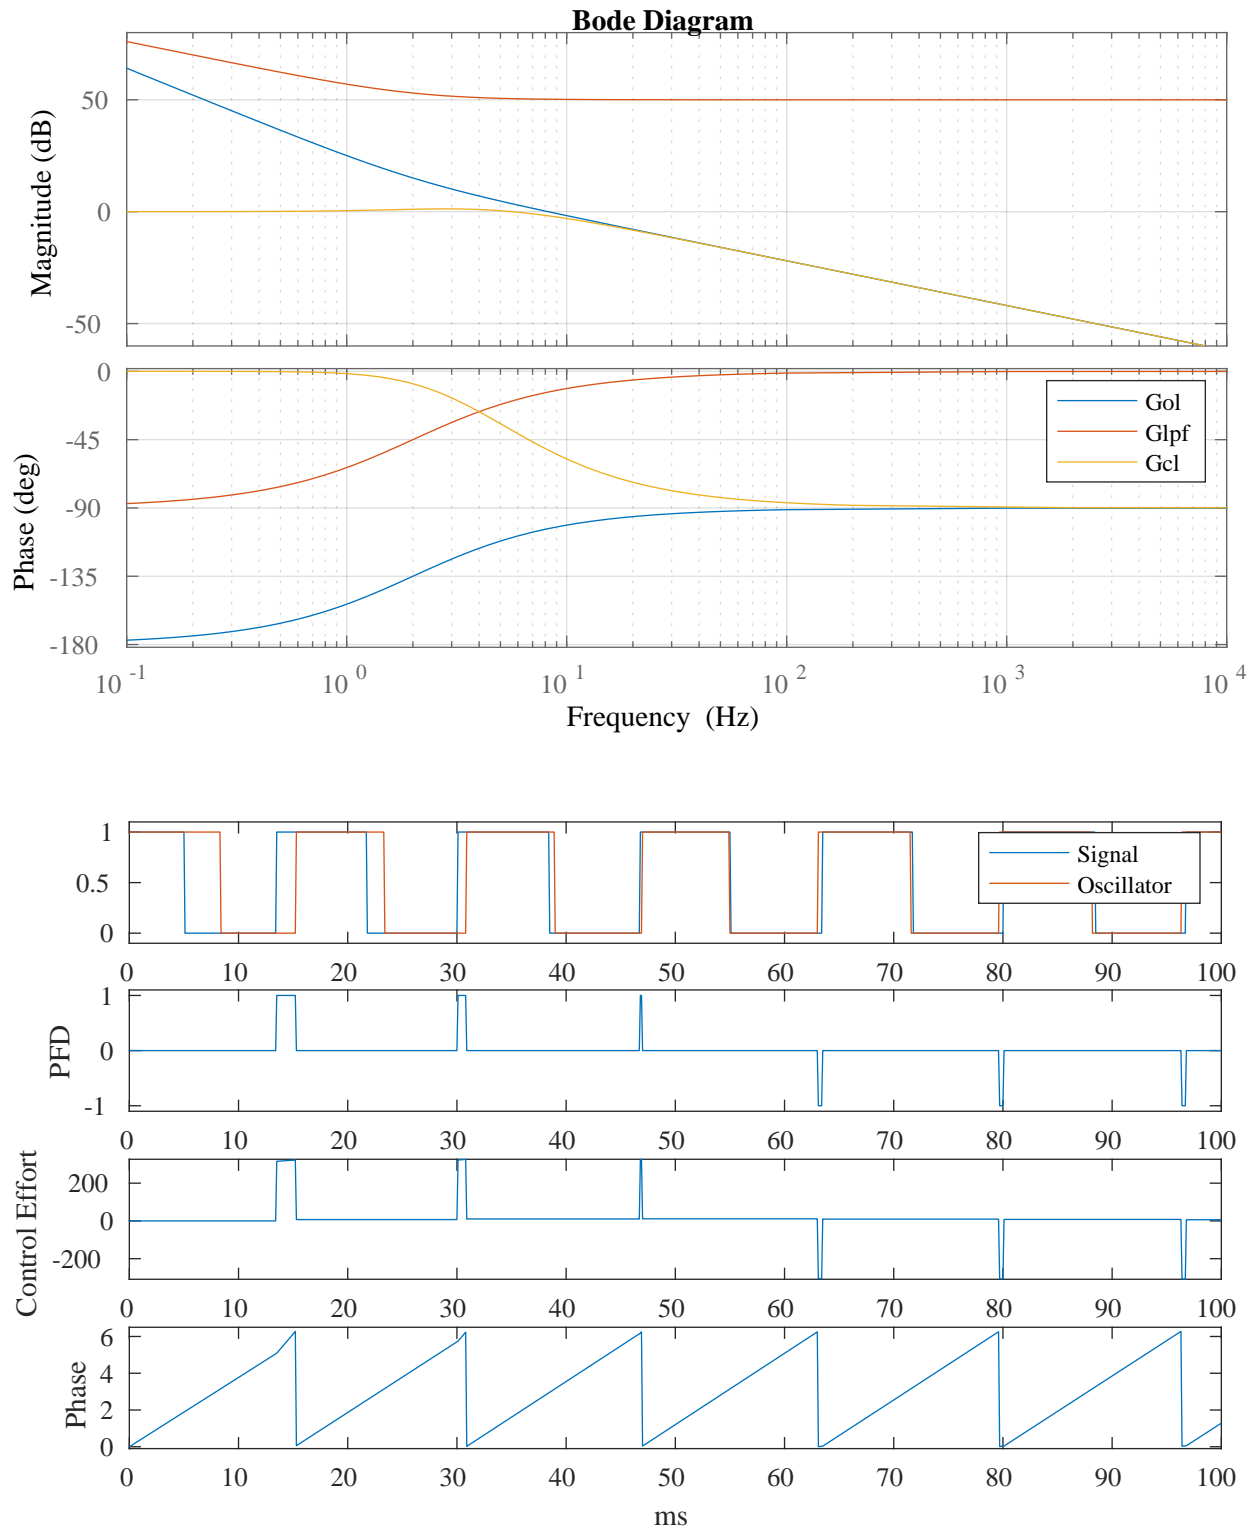 Bode Diagram
Magnitude (dB)
50
0
-50
Phase (deg)
0
-45
-90
-135
-180
Gol
Glpf
Gcl
10 -1 10 0 10 1 10 2 10 3 10 4
Frequency (Hz)
1
0.5
0
Signal
Oscillator
0 10 20 30 40 50 60 70 80 90 100
PFD
1
0
-1
0 10 20 30 40 50 60 70 80 90 100
Control Effort
200
0
-200
0 10 20 30 40 50 60 70 80 90 100
Phase
6
4
2
0
0 10 20 30 40 50 60 70 80 90 100
ms